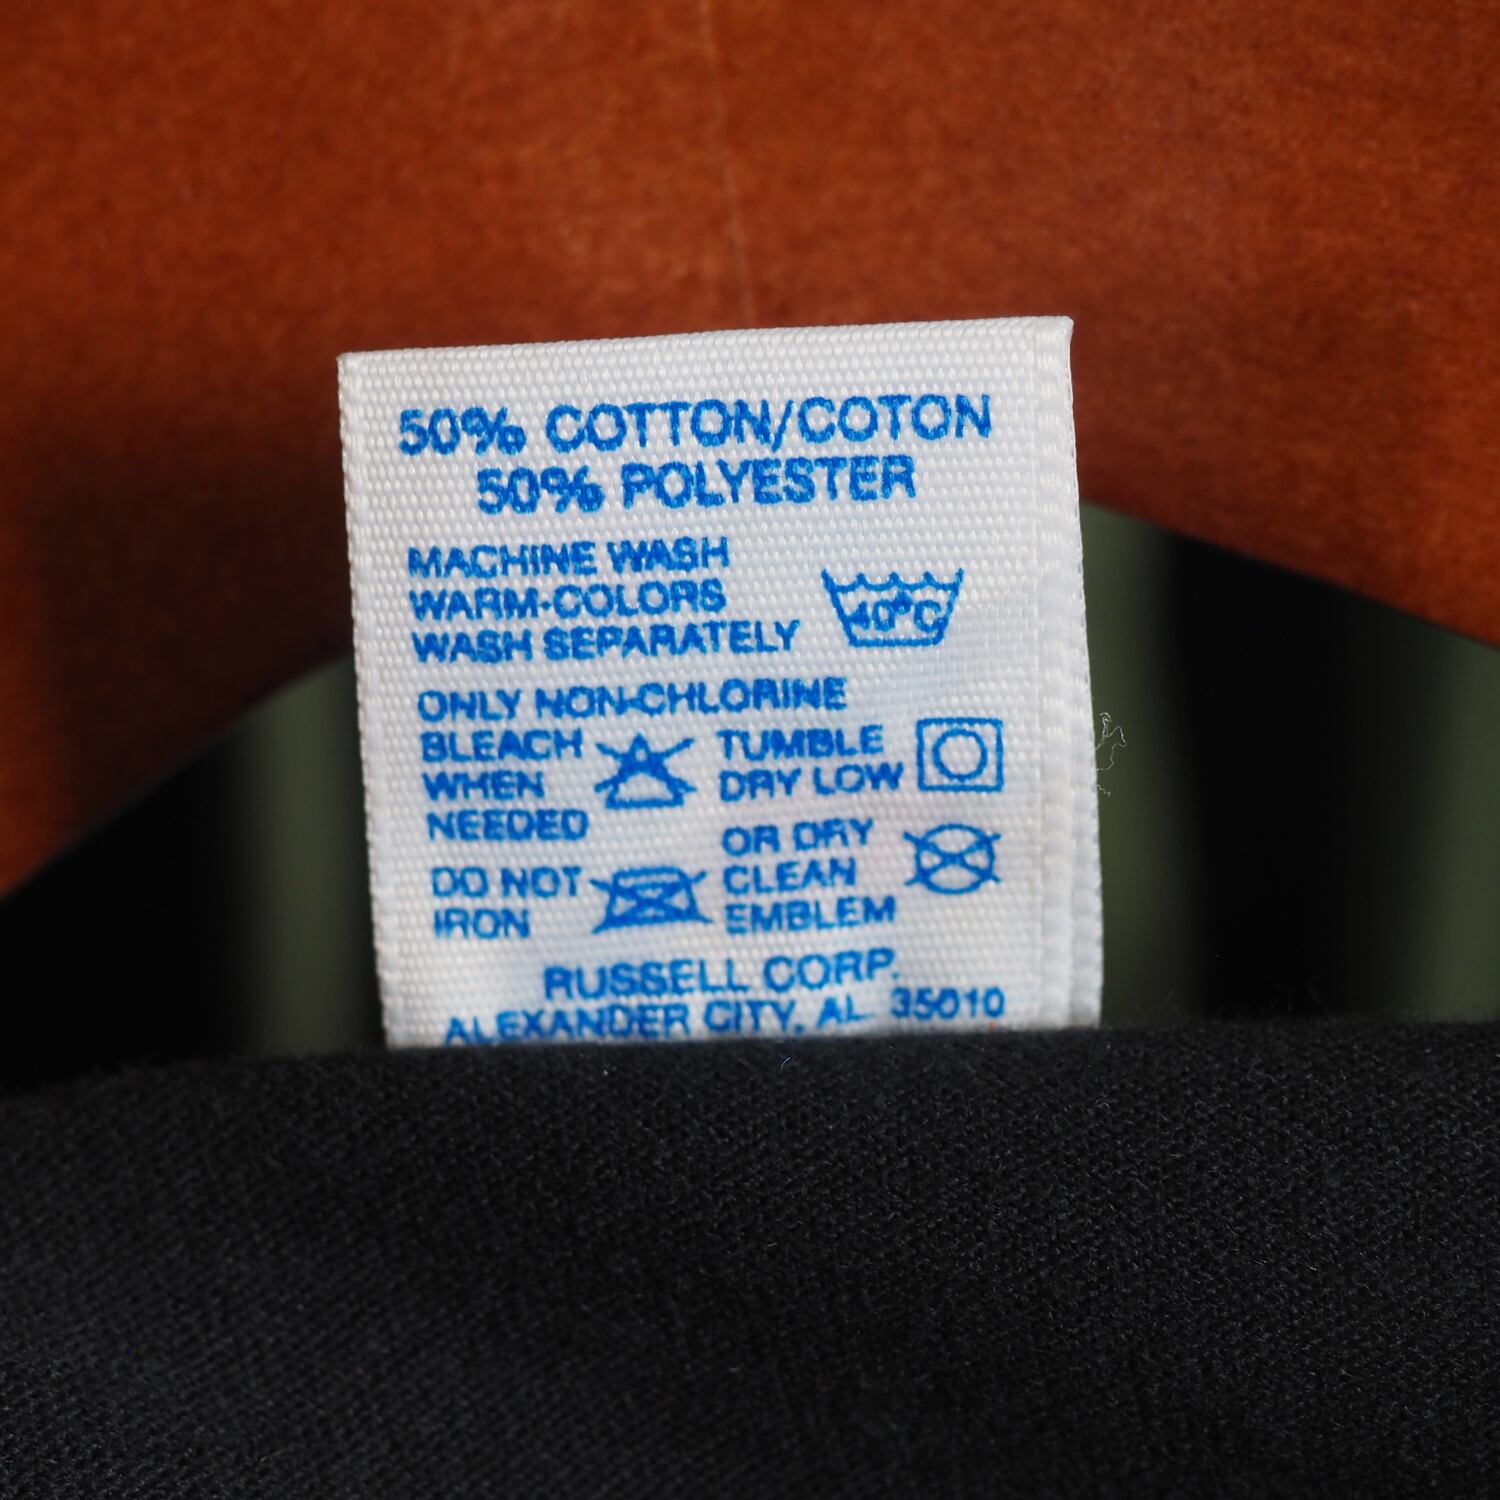 50% COTTON/COTON
50% POLYESTER
MACHINE WASH
WARM-COLORS
WASH SEPARATELY
40°C
ONLY NON-CHLORINE
BLEACH
WHEN
NEEDED
TUMBLE
DRY LOW
DO NOT
IRON
OR DRY
CLEAN
EMBLEM
RUSSELL CORP.
ALEXANDER CITY, AL 35010